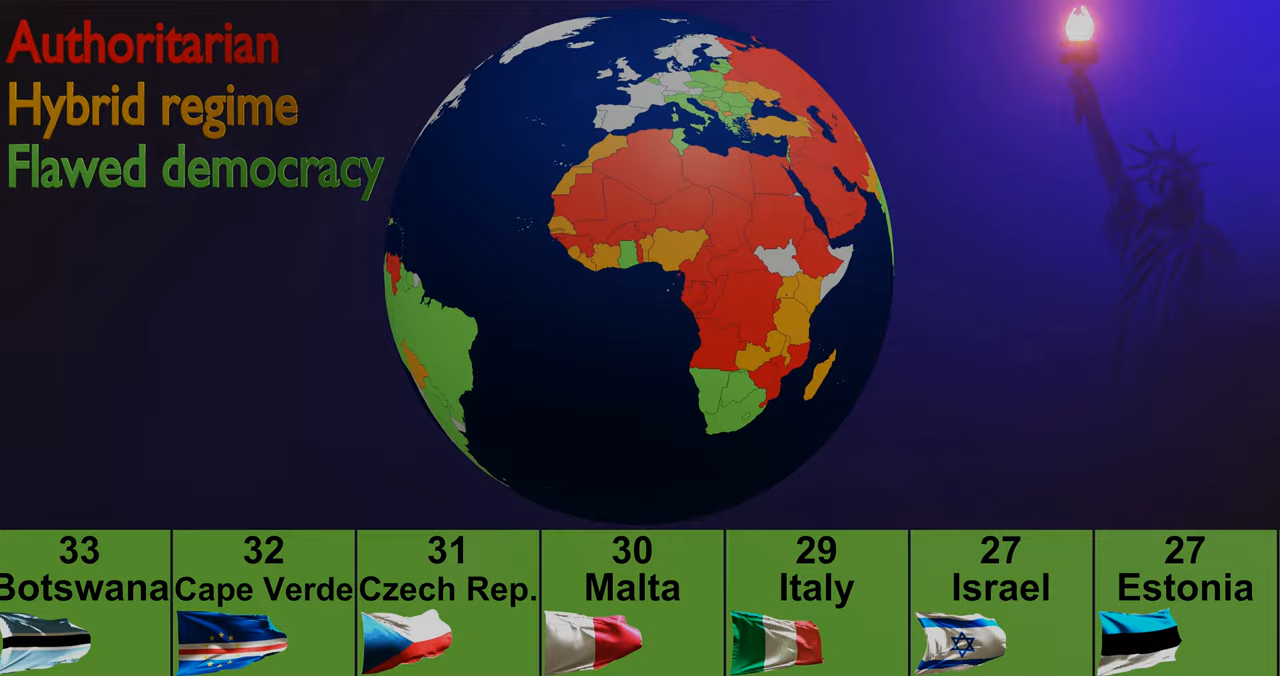 Authoritarian
Hybrid regime
Flawed democracy
33 32 31 30 29 27 27
Botswana Cape Verde Czech Rep. Malta Italy Israel Estonia